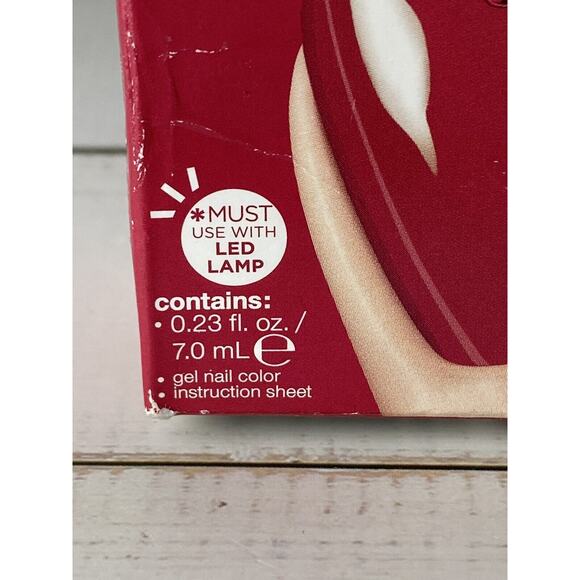 *MUST
USE WITH
LED
LAMP
contains:
• 0.23 fl. oz. /
7.0 mL ℮
• gel nail color
• instruction sheet